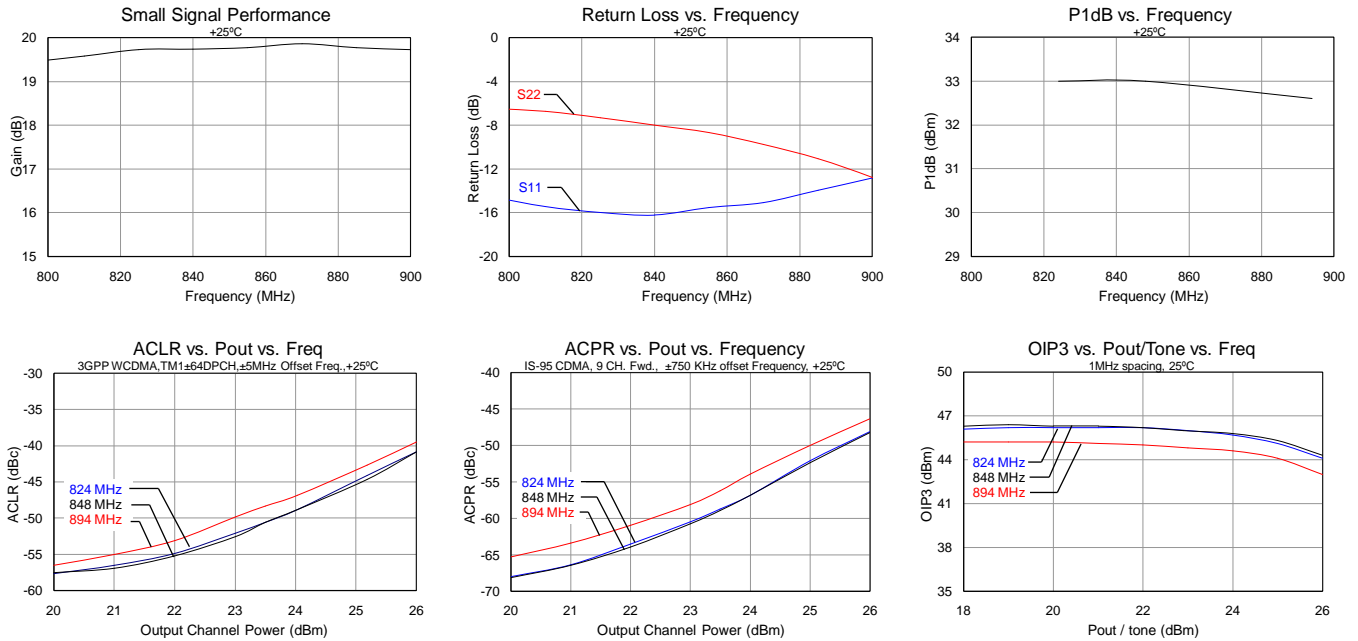 Small Signal Performance
+25ºC
Gain (dB)
20
19
18
17
16
15
800 820 840 860 880 900
Frequency (MHz)
Return Loss vs. Frequency
+25ºC
Return Loss (dB)
0
-4
-8
-12
-16
-20
S22
S11
800 820 840 860 880 900
Frequency (MHz)
P1dB vs. Frequency
+25ºC
P1dB (dBm)
34
33
32
31
30
29
800 820 840 860 880 900
Frequency (MHz)
ACLR vs. Pout vs. Freq
3GPP WCDMA,TM1±64DPCH,±5MHz Offset Freq.,+25ºC
ACLR (dBc)
-30
-35
-40
-45
-50
-55
-60
824 MHz
848 MHz
894 MHz
20 21 22 23 24 25 26
Output Channel Power (dBm)
ACPR vs. Pout vs. Frequency
IS-95 CDMA, 9 CH. Fwd., ±750 KHz offset Frequency, +25ºC
ACPR (dBc)
-40
-45
-50
-55
-60
-65
-70
824 MHz
848 MHz
894 MHz
20 21 22 23 24 25 26
Output Channel Power (dBm)
OIP3 vs. Pout/Tone vs. Freq
1MHz spacing, 25ºC
OIP3 (dBm)
50
47
44
41
38
35
824 MHz
848 MHz
894 MHz
18 20 22 24 26
Pout / tone (dBm)